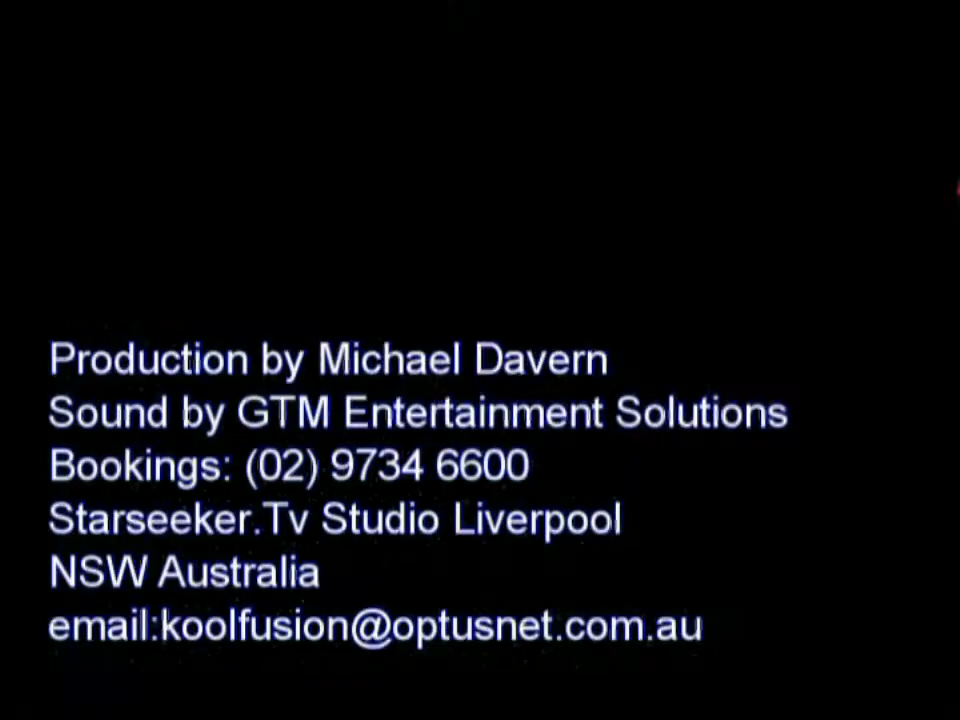 Production by Michael Davern
Sound by GTM Entertainment Solutions
Bookings: (02) 9734 6600
Starseeker.Tv Studio Liverpool
NSW Australia
email:koolfusion@optusnet.com.au